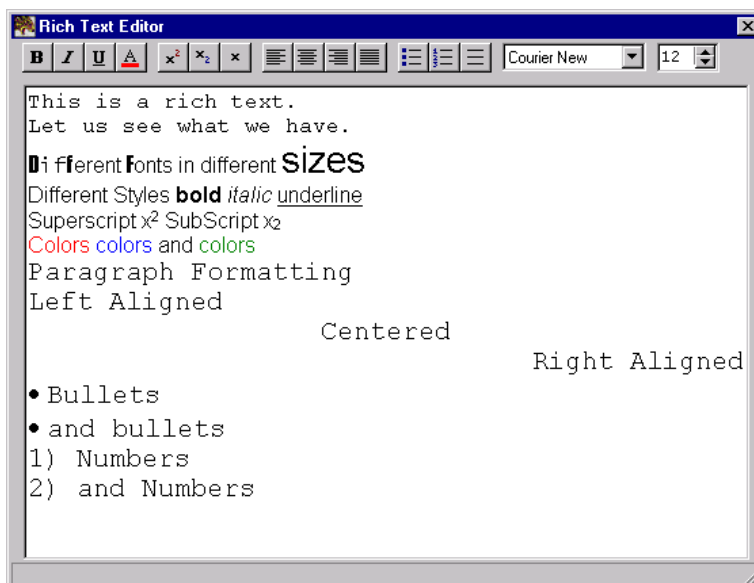 Rich Text Editor
B I U A x² x₂ x Courier New 12
This is a rich text.
Let us see what we have.
Different Fonts in different sizes
Different Styles bold italic underline
Superscript x² SubScript x₂
Colors colors and colors
Paragraph Formatting
Left Aligned
Centered
Right Aligned
• Bullets
• and bullets
1) Numbers
2) and Numbers